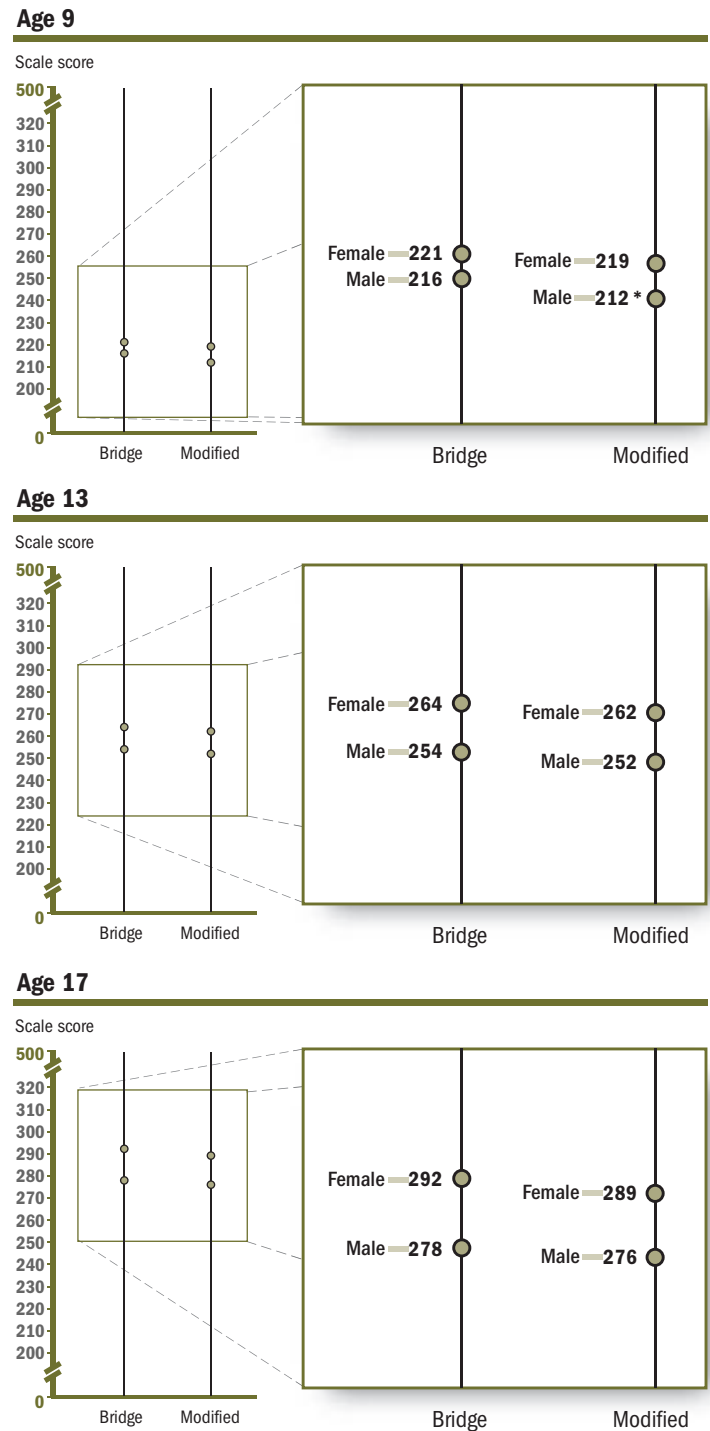 Age 9
Scale score
500
320
310
300
290
280
270
260
250
240
230
220
210
200
0
Bridge Modified
Female 221
Male 216
Female 219
Male 212 *
Bridge Modified
Age 13
Scale score
500
320
310
300
290
280
270
260
250
240
230
220
210
200
0
Bridge Modified
Female 264
Male 254
Female 262
Male 252
Bridge Modified
Age 17
Scale score
500
320
310
300
290
280
270
260
250
240
230
220
210
200
0
Bridge Modified
Female 292
Male 278
Female 289
Male 276
Bridge Modified